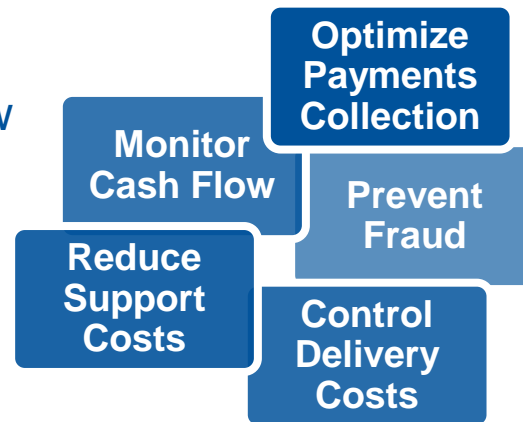 Optimize
Payments
Collection
Monitor
Cash Flow
Prevent
Fraud
Reduce
Support
Costs
Control
Delivery
Costs